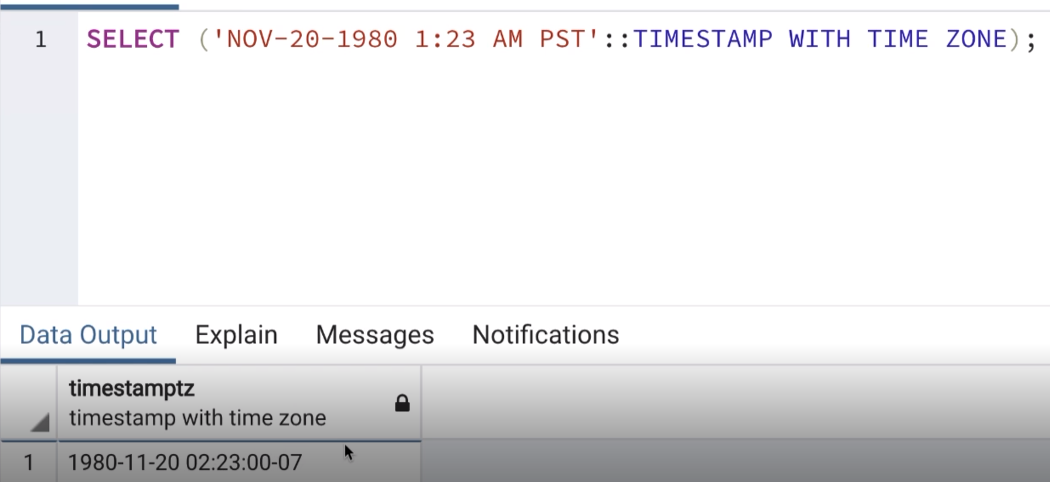 1 SELECT ('NOV-20-1980 1:23 AM PST'::TIMESTAMP WITH TIME ZONE);
Data Output Explain Messages Notifications
timestamptz
timestamp with time zone
1 1980-11-20 02:23:00-07